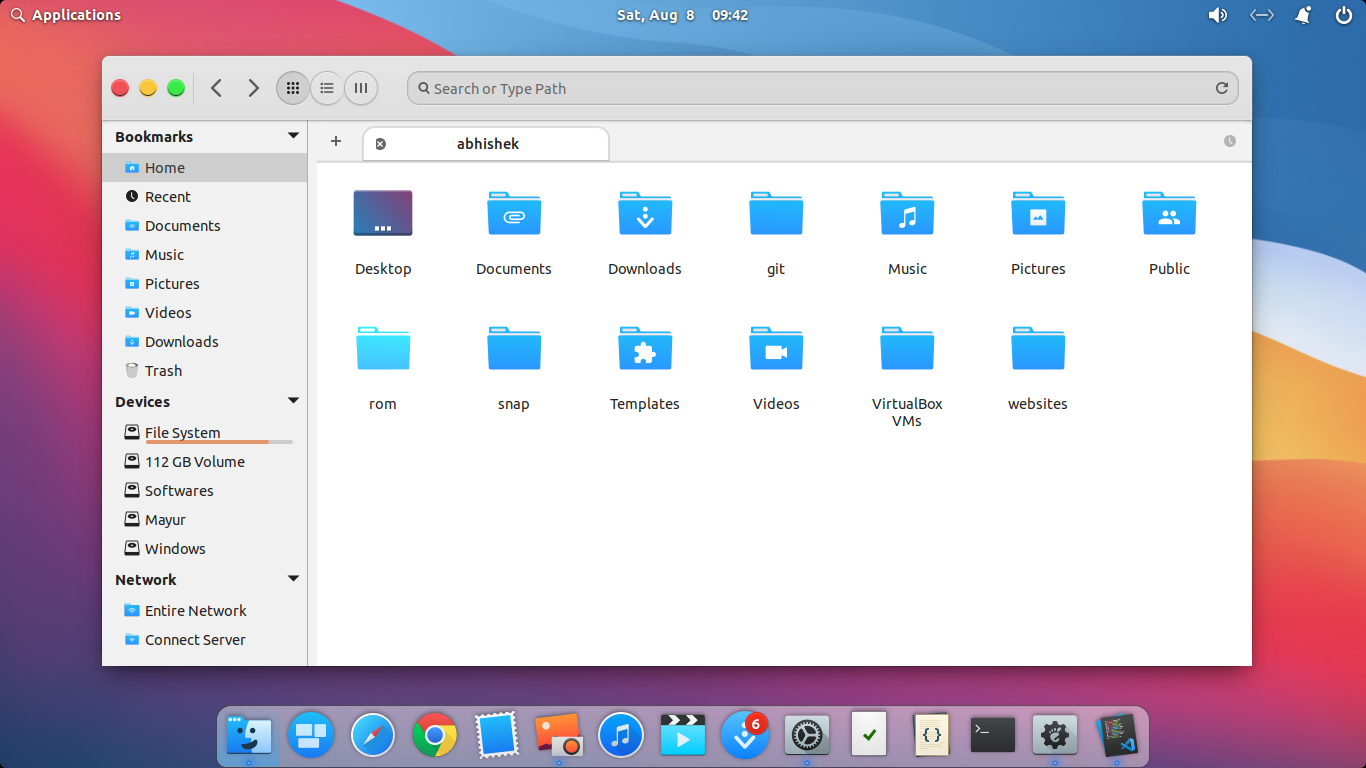 Applications
Sat, Aug 8 09:42
Search or Type Path
Bookmarks
Home
Recent
Documents
Music
Pictures
Videos
Downloads
Trash
Devices
File System
112 GB Volume
Softwares
Mayur
Windows
Network
Entire Network
Connect Server
abhishek
Desktop
Documents
Downloads
git
Music
Pictures
Public
rom
snap
Templates
Videos
VirtualBox
VMs
websites
6
{}
>_